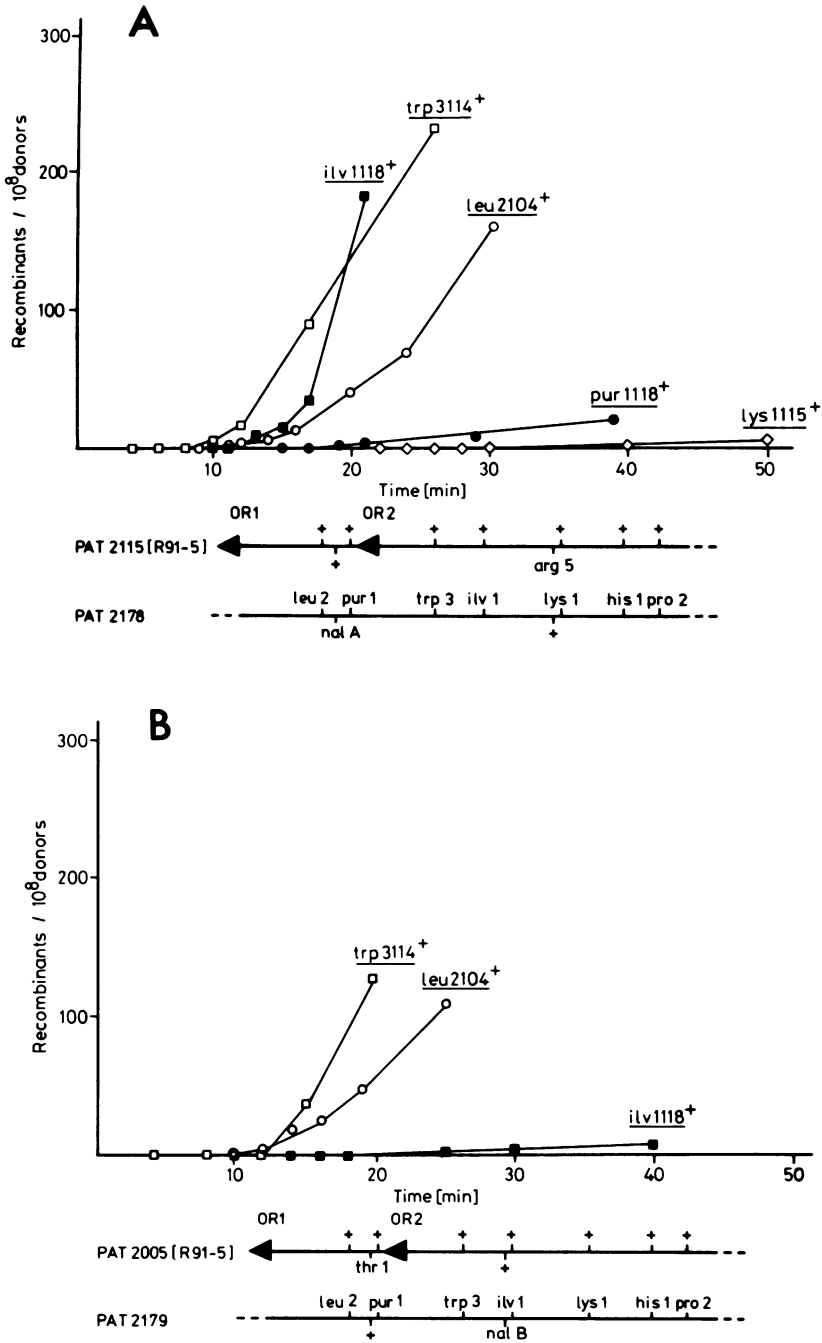 A
300
200
100
Recombinants / 10⁸donors
trp3114⁺
ilv1118⁺
leu2104⁺
pur1118⁺
lys1115⁺
10 20 30 40 50
Time [min]
OR1 OR2
+ + + + + + +
PAT 2115 [R91-5]
+ arg 5
leu 2 pur 1 trp 3 ilv 1 lys 1 his 1 pro 2
PAT 2178
nal A +
B
300
200
100
Recombinants / 10⁸donors
trp3114⁺
leu2104⁺
ilv1118⁺
10 20 30 40 50
Time [min]
OR1 OR2
+ + + + + + +
PAT 2005 [R91-5]
thr 1 +
leu 2 pur 1 trp 3 ilv 1 lys 1 his 1 pro 2
PAT 2179
+ nal B